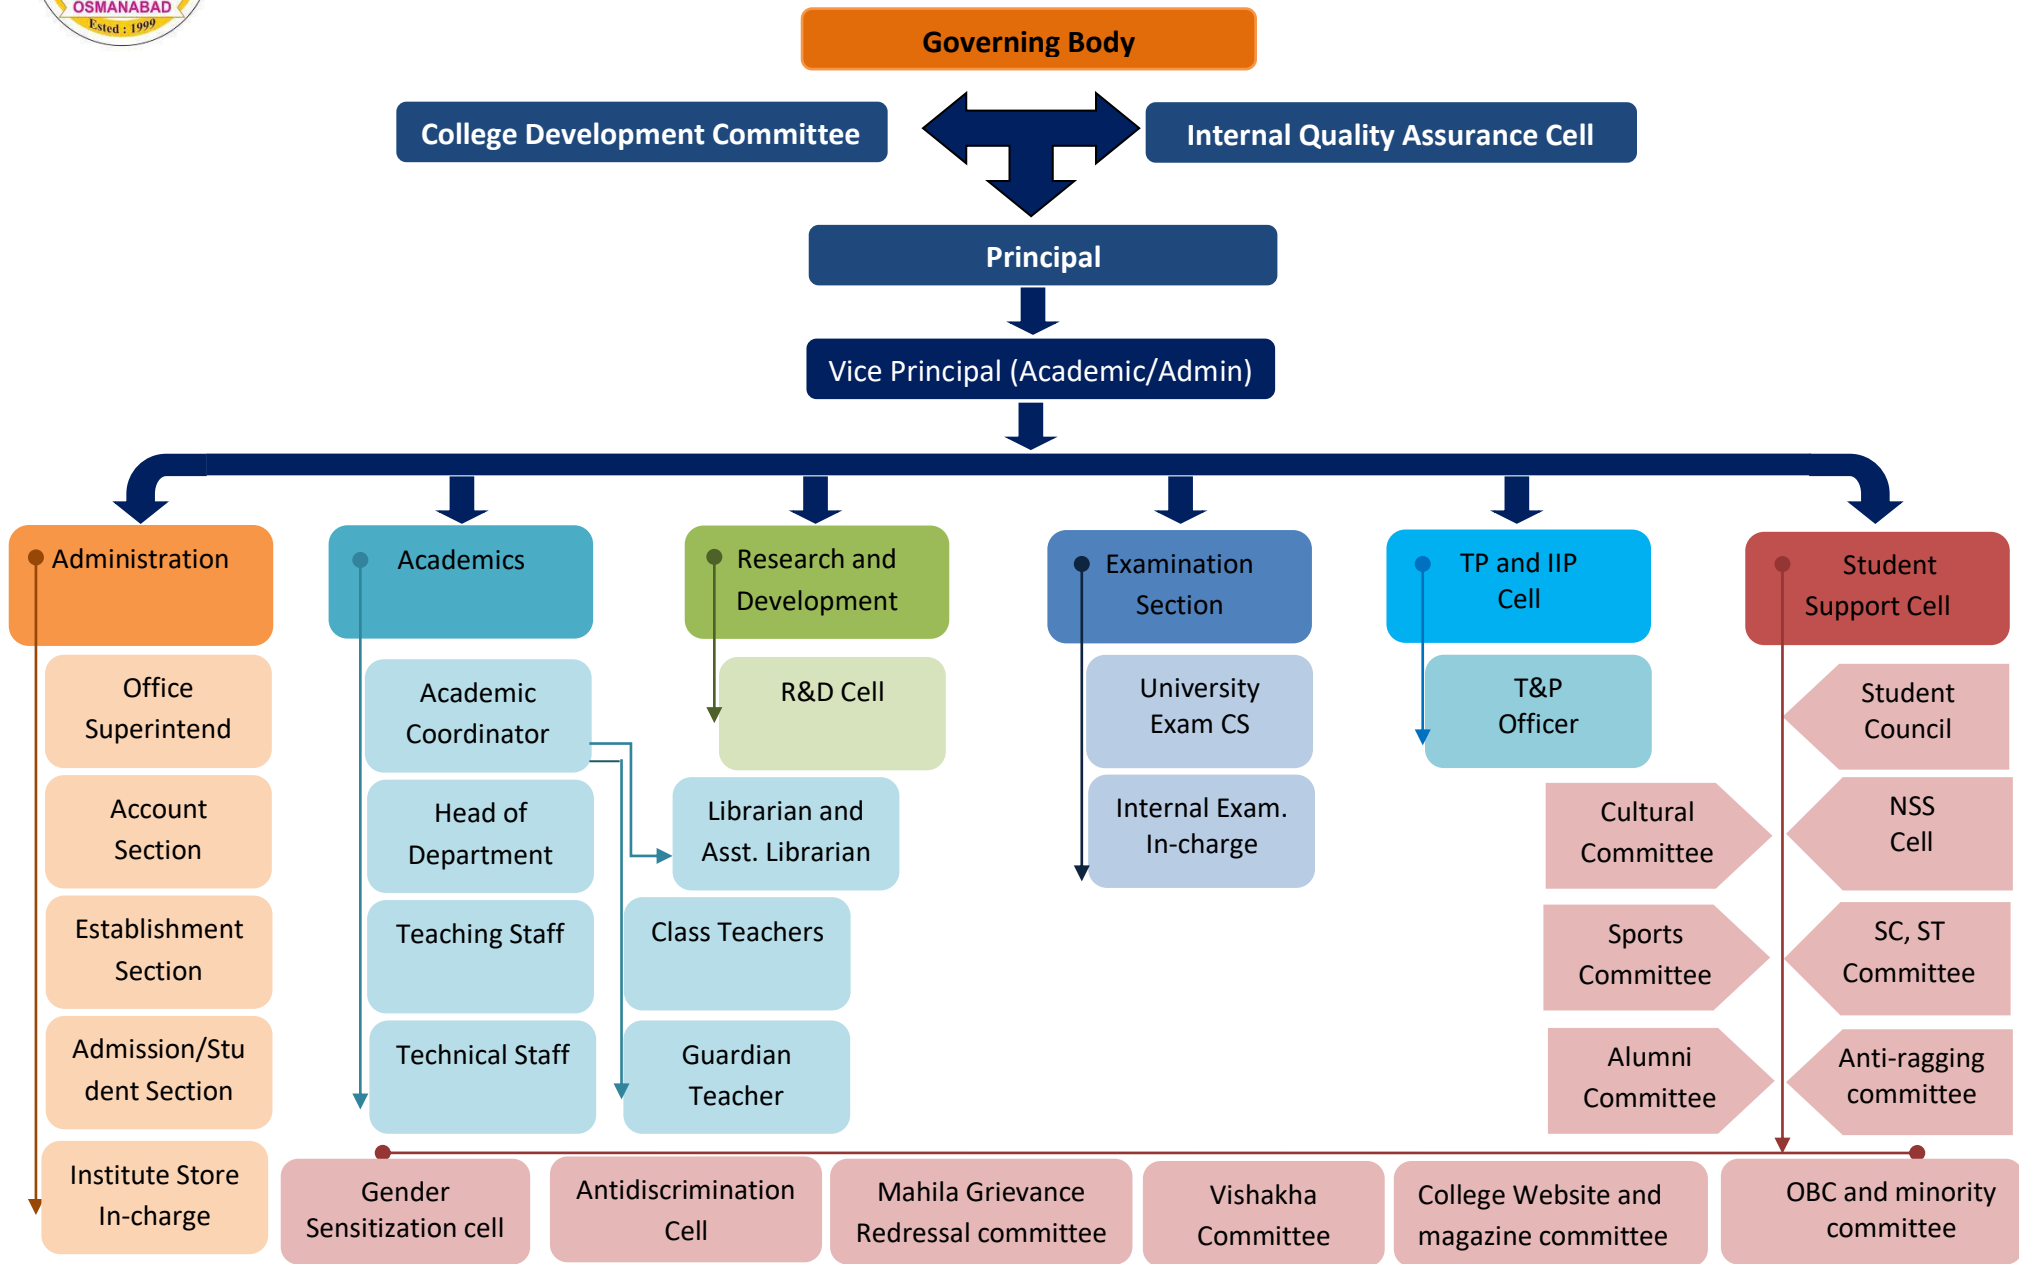 OSMANABAD
Ested : 1999
Governing Body
College Development Committee
Internal Quality Assurance Cell
Principal
Vice Principal (Academic/Admin)
Administration
Office
Superintend
Account
Section
Establishment
Section
Admission/Stu
dent Section
Institute Store
In-charge
Academics
Academic
Coordinator
Head of
Department
Teaching Staff
Technical Staff
Librarian and
Asst. Librarian
Class Teachers
Guardian
Teacher
Research and
Development
R&D Cell
Examination
Section
University
Exam CS
Internal Exam.
In-charge
TP and IIP
Cell
T&P
Officer
Student
Support Cell
Student
Council
Cultural
Committee
NSS
Cell
Sports
Committee
SC, ST
Committee
Alumni
Committee
Anti-ragging
committee
Gender
Sensitization cell
Antidiscrimination
Cell
Mahila Grievance
Redressal committee
Vishakha
Committee
College Website and
magazine committee
OBC and minority
committee